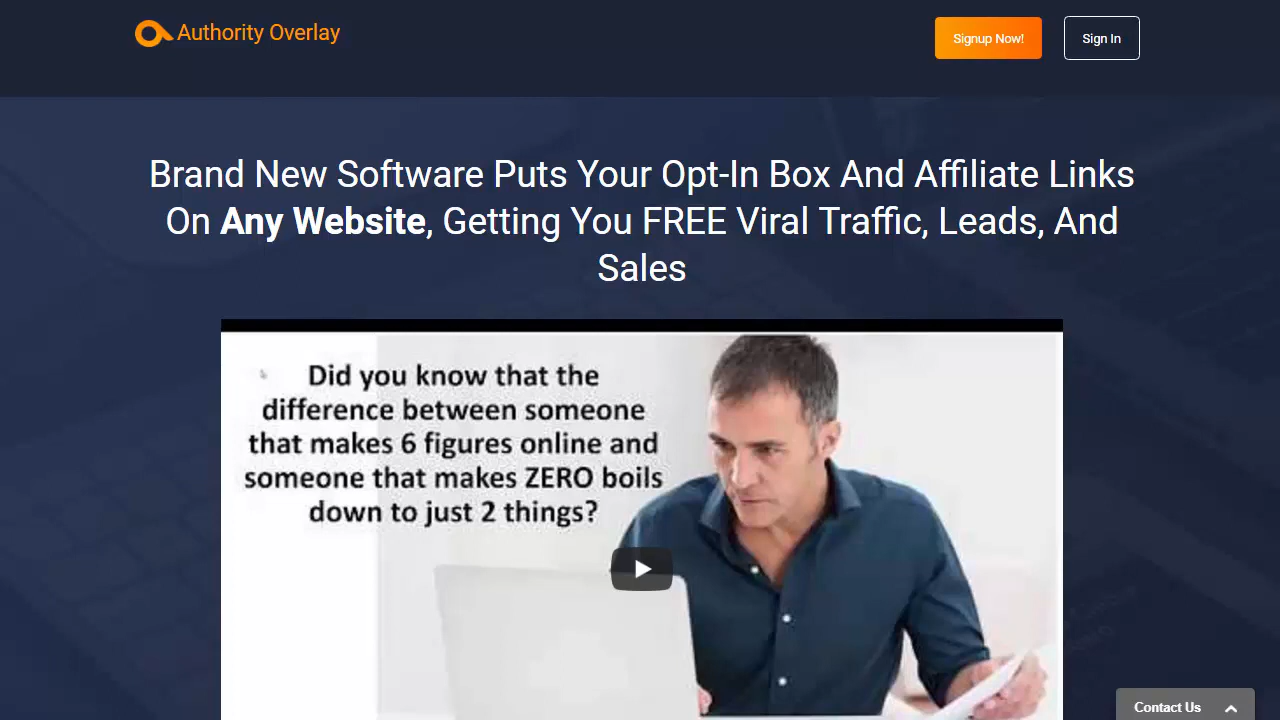 Authority Overlay
Signup Now!
Sign In
Brand New Software Puts Your Opt-In Box And Affiliate Links
On Any Website, Getting You FREE Viral Traffic, Leads, And
Sales
Did you know that the
difference between someone
that makes 6 figures online and
someone that makes ZERO boils
down to just 2 things?
Contact Us